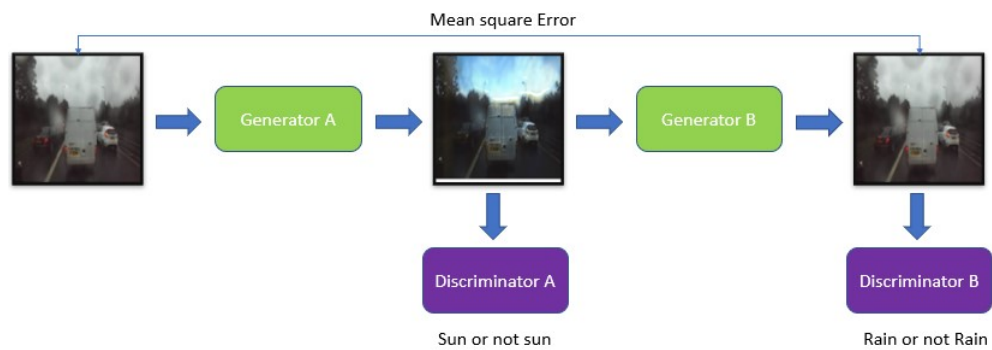 Mean square Error
Generator A
Generator B
Discriminator A
Discriminator B
Sun or not sun
Rain or not Rain